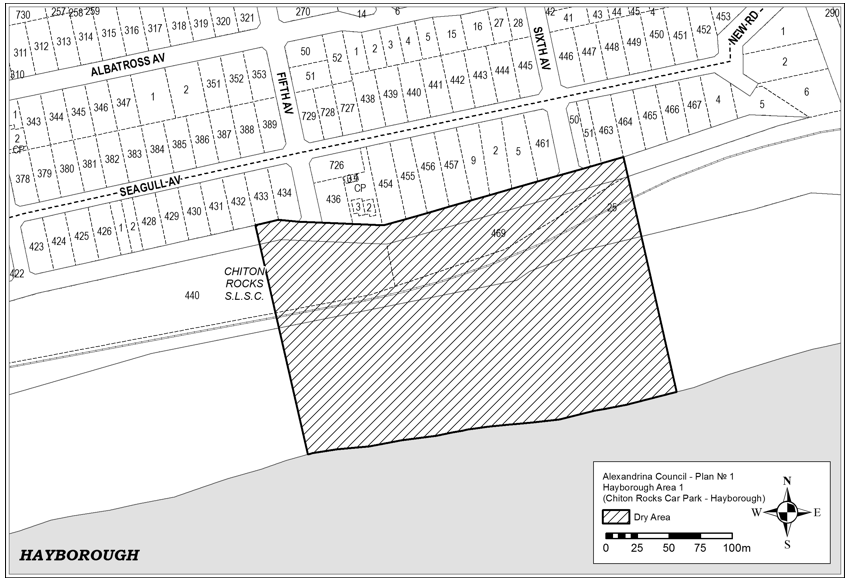 730 257 258 259 270 14 6 42 41 43 44 45 4 453 290
311 312 313 314 315 316 317 318 319 320 321
310
ALBATROSS AV
50 52 1 2 3 4 5 15 16 27 28
51
SIXTH AV
446 447 448 449 450 451 452
NEW RD
1
2
6
5
FIFTH AV
1 343 344 345 346 347 1 2 351 352 353
2
CP
729 728 727 438 439 440 441 442 443 444 445
378 379 380 381 382 383 384 385 386 387 388 389
50 51 463 464 465 466 467 4
SEAGULL AV
726
CP
436 3 2
454 455 456 457 9 2 5 461
423 424 425 426 1 2 428 429 430 431 432 433 434
422
25
469
CHITON
ROCKS
S.L.S.C.
440
HAYBOROUGH
Alexandrina Council - Plan № 1
Hayborough Area 1
(Chiton Rocks Car Park - Hayborough)
Dry Area
0 25 50 75 100m
N
W E
S